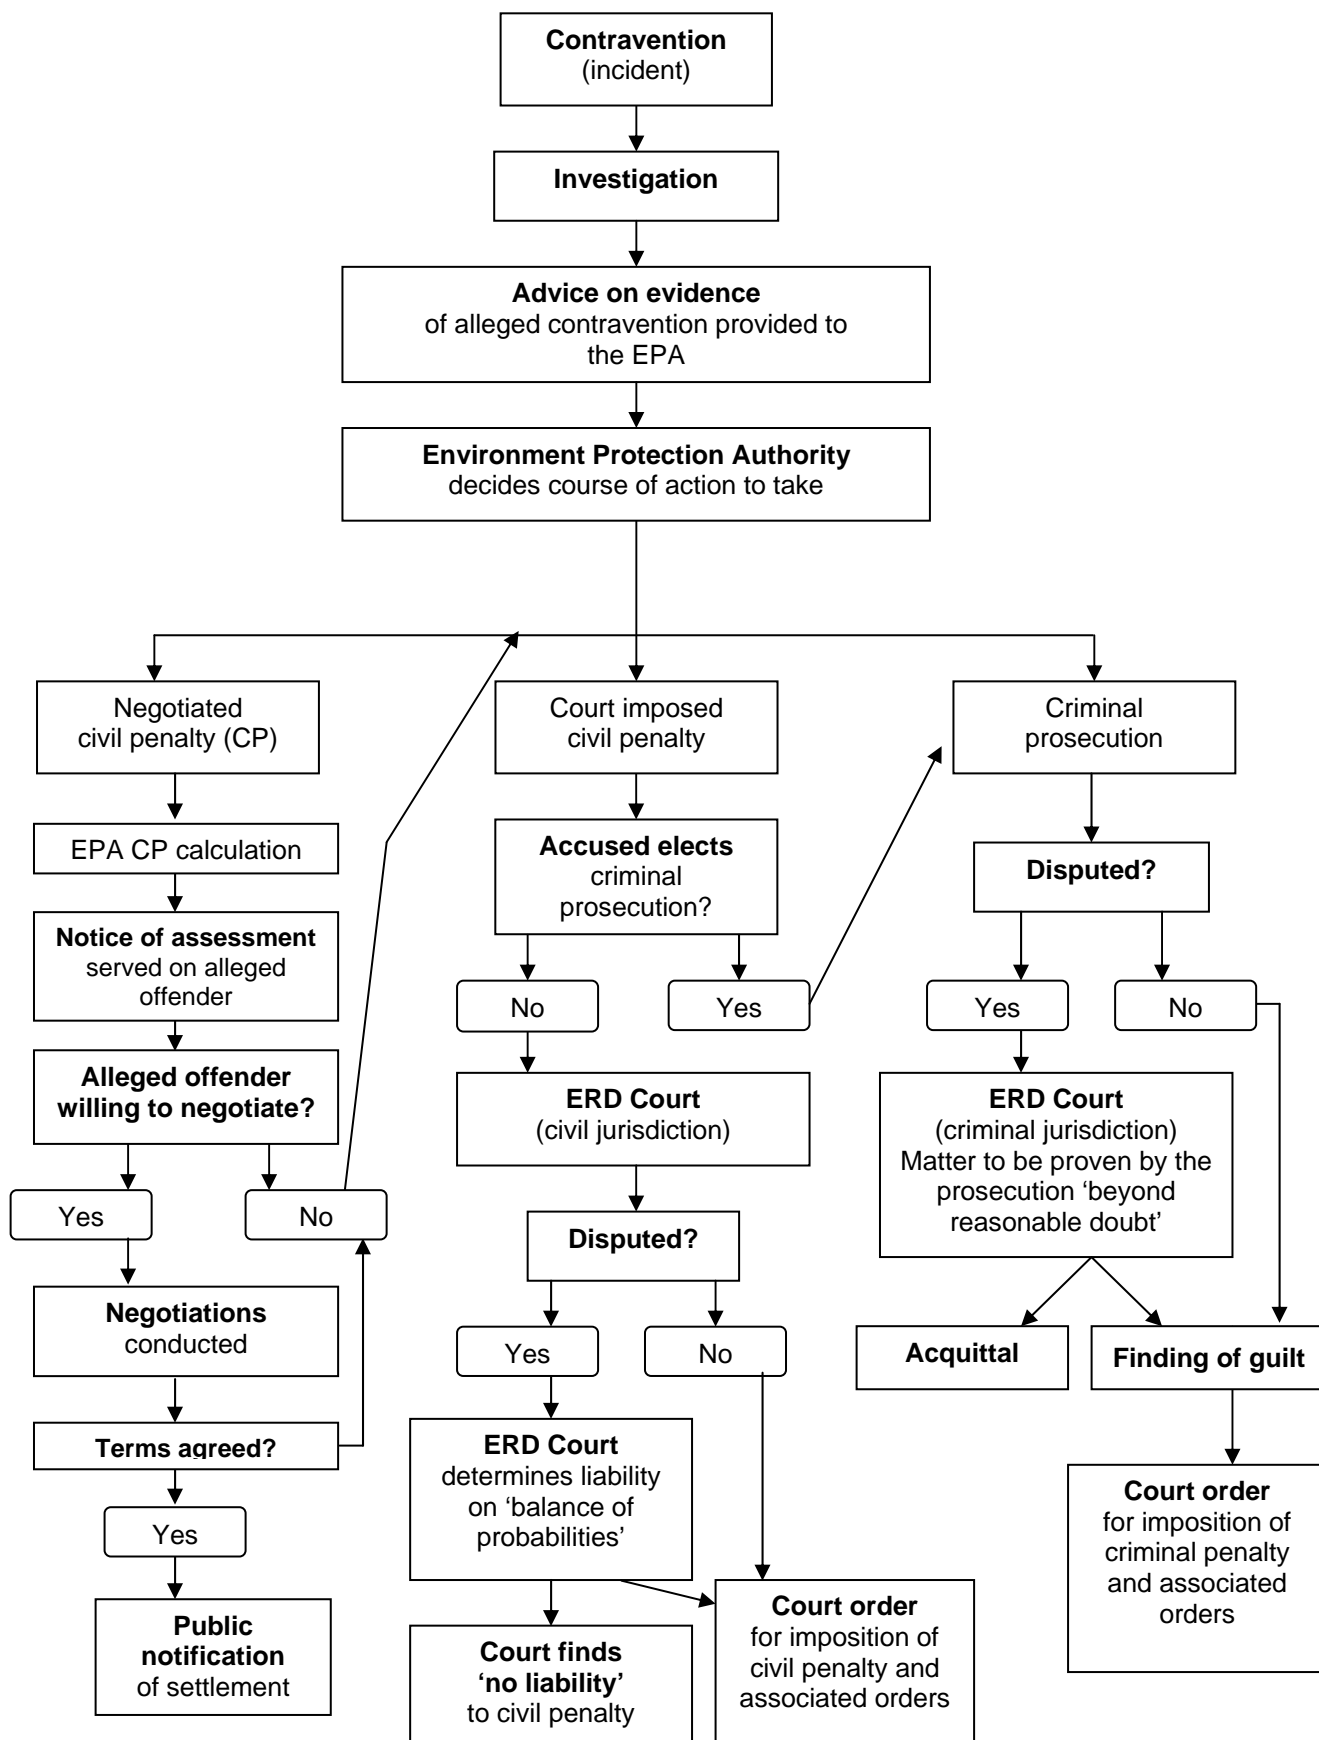 Contravention
(incident)
Investigation
Advice on evidence
of alleged contravention provided to
the EPA
Environment Protection Authority
decides course of action to take
Negotiated
civil penalty (CP)
EPA CP calculation
Notice of assessment
served on alleged
offender
Alleged offender
willing to negotiate?
Yes
No
Negotiations
conducted
Terms agreed?
Yes
Public
notification
of settlement
Court imposed
civil penalty
Accused elects
criminal
prosecution?
No
Yes
ERD Court
(civil jurisdiction)
Disputed?
Yes
No
ERD Court
determines liability
on ‘balance of
probabilities’
Court finds
‘no liability’
to civil penalty
Court order
for imposition of
civil penalty and
associated orders
Criminal
prosecution
Disputed?
Yes
No
ERD Court
(criminal jurisdiction)
Matter to be proven by the
prosecution ‘beyond
reasonable doubt’
Acquittal
Finding of guilt
Court order
for imposition of
criminal penalty
and associated
orders